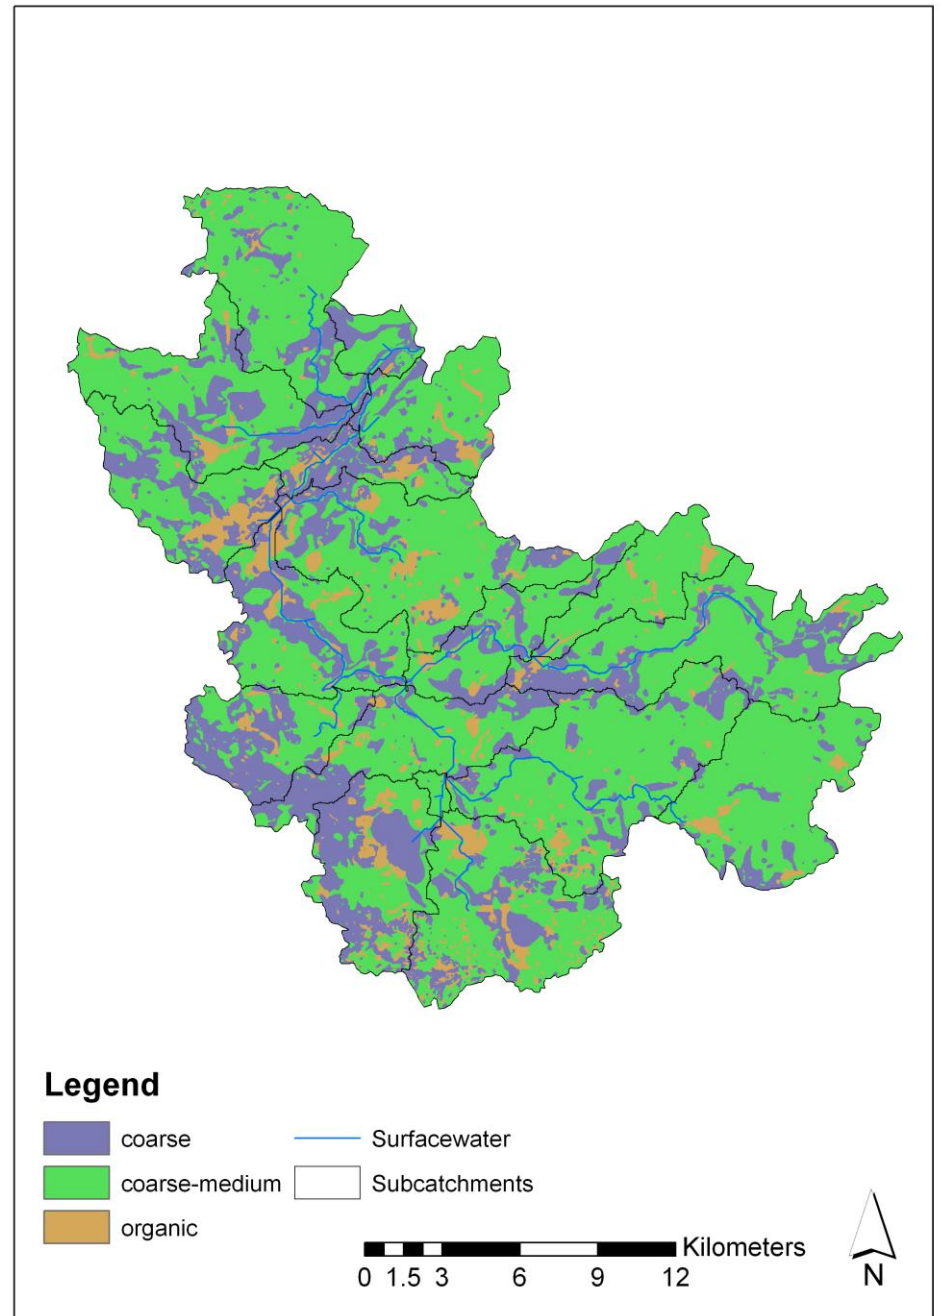 Legend
coarse
Surfacewater
coarse-medium
Subcatchments
organic
Kilometers
0 1.5 3 6 9 12
N